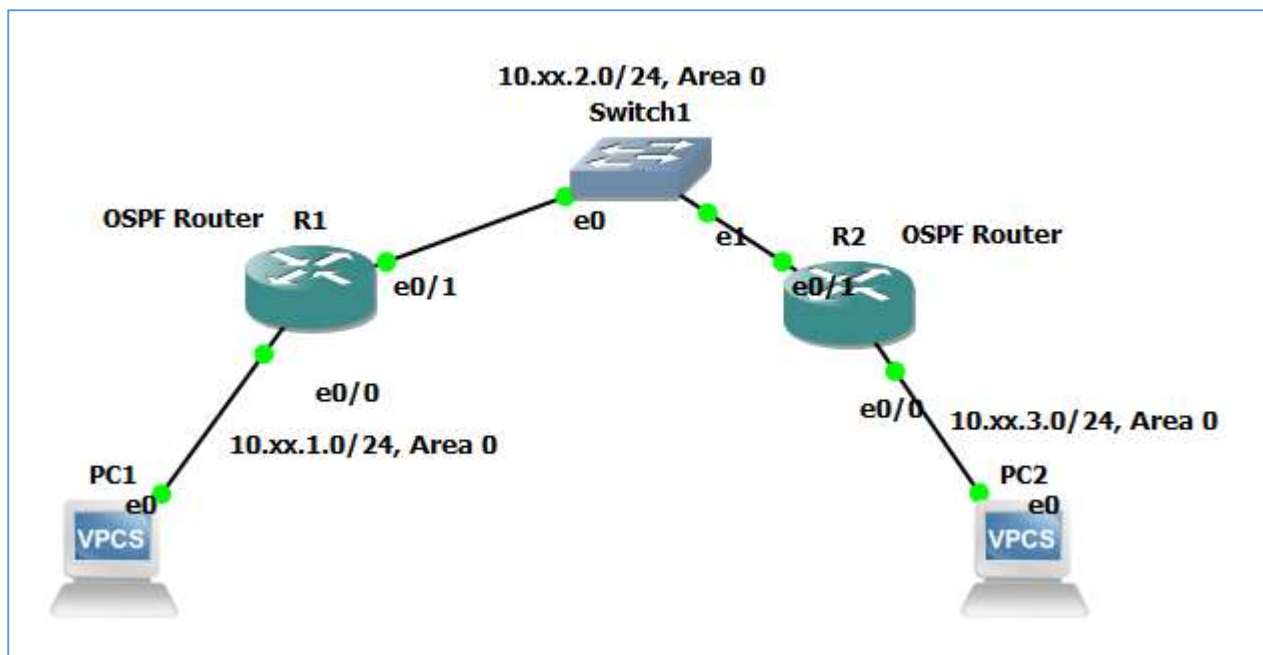 10.xx.2.0/24, Area 0
Switch1
OSPF Router
R1
e0
e1
R2
OSPF Router
e0/1
e0/1
e0/0
e0/0
10.xx.1.0/24, Area 0
10.xx.3.0/24, Area 0
PC1
e0
PC2
e0
VPCS
VPCS